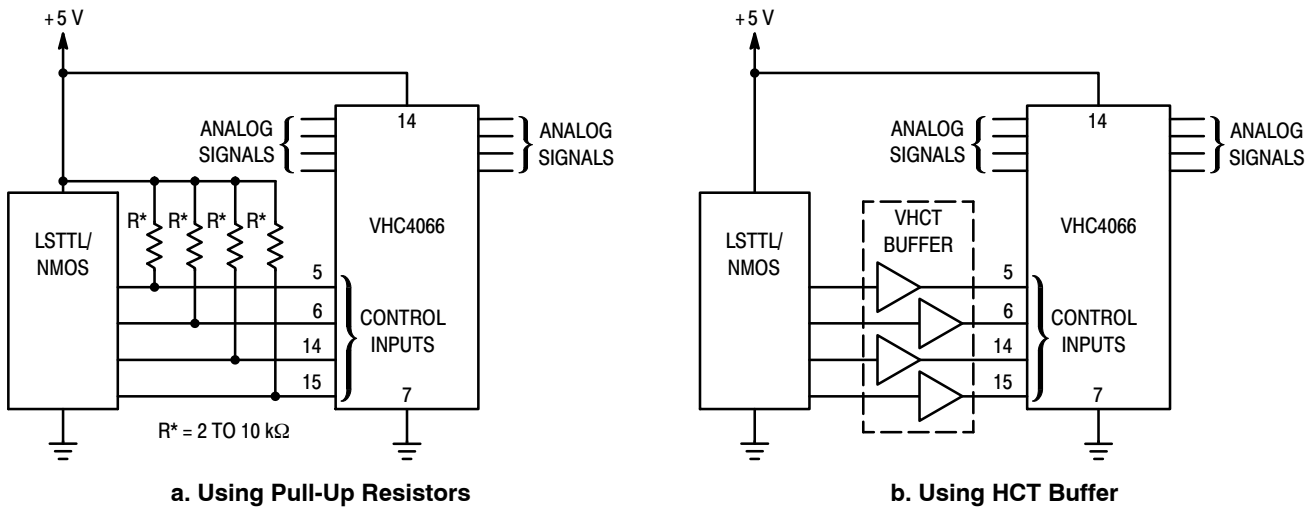 +5 V
ANALOG
SIGNALS
14
ANALOG
SIGNALS
R*
R*
R*
R*
LSTTL/
NMOS
VHC4066
5
6
14
15
CONTROL
INPUTS
7
R* = 2 TO 10 kΩ
a. Using Pull-Up Resistors
+5 V
ANALOG
SIGNALS
14
ANALOG
SIGNALS
LSTTL/
NMOS
VHCT
BUFFER
VHC4066
5
6
14
15
CONTROL
INPUTS
7
b. Using HCT Buffer